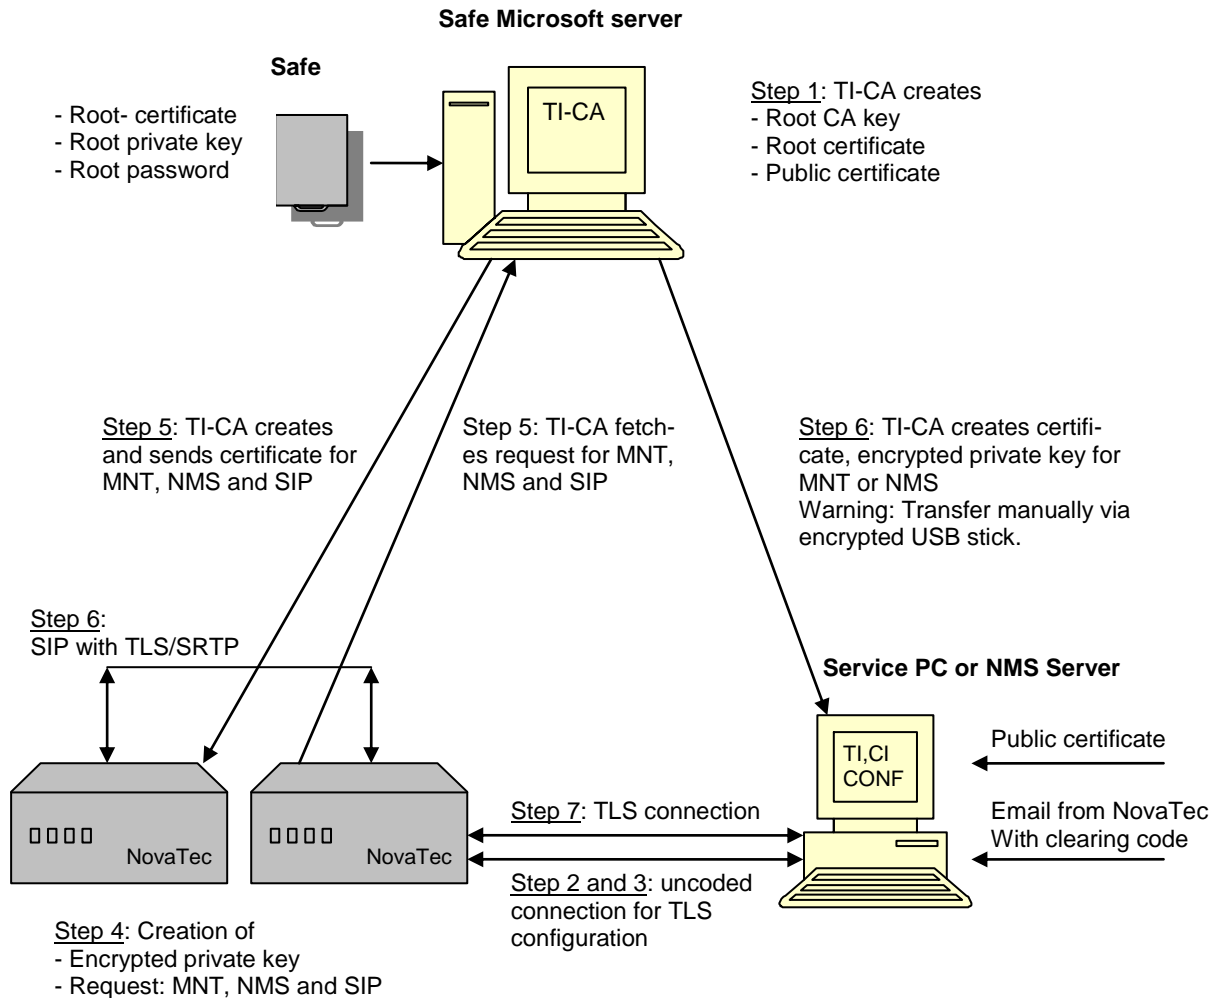 Safe Microsoft server
Safe
- Root- certificate
- Root private key
- Root password
TI-CA
Step 1: TI-CA creates
- Root CA key
- Root certificate
- Public certificate
Step 5: TI-CA creates
and sends certificate for
MNT, NMS and SIP
Step 5: TI-CA fetch-
es request for MNT,
NMS and SIP
Step 6: TI-CA creates certifi-
cate, encrypted private key for
MNT or NMS
Warning: Transfer manually via
encrypted USB stick.
Step 6:
SIP with TLS/SRTP
Service PC or NMS Server
TI,CI
CONF
Public certificate
Email from NovaTec
With clearing code
NovaTec
NovaTec
Step 7: TLS connection
Step 2 and 3: uncoded
connection for TLS
configuration
Step 4: Creation of
- Encrypted private key
- Request: MNT, NMS and SIP